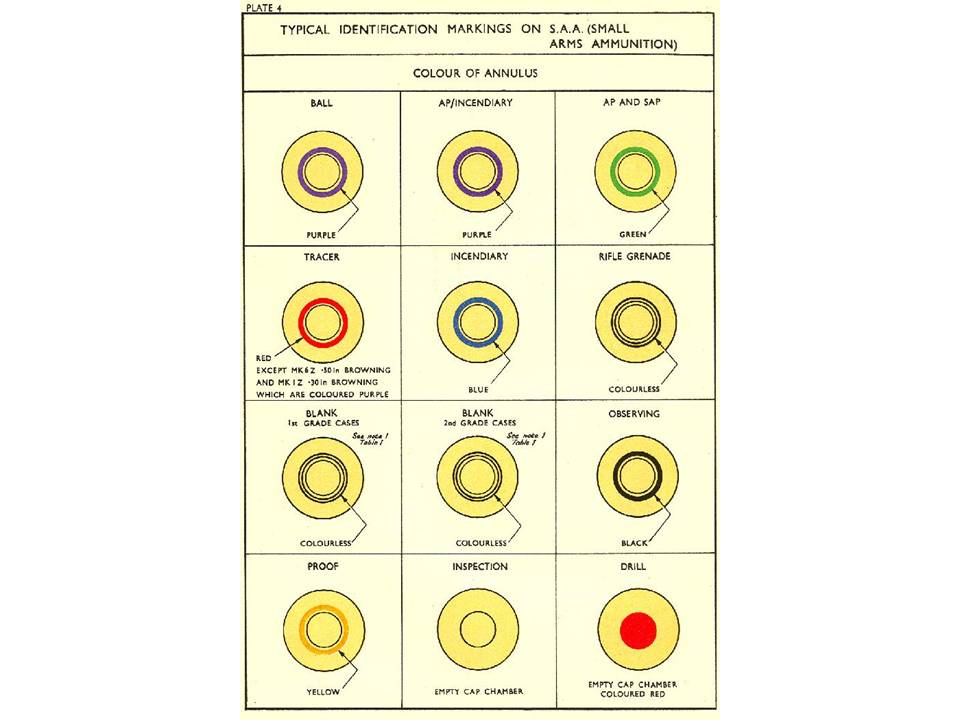 PLATE 4
TYPICAL IDENTIFICATION MARKINGS ON S.A.A. (SMALL
ARMS AMMUNITION)
COLOUR OF ANNULUS
BALL
PURPLE
AP/INCENDIARY
PURPLE
AP AND SAP
GREEN
TRACER
RED
EXCEPT MK6Z ·50in BROWNING
AND MK1Z ·30in BROWNING
WHICH ARE COLOURED PURPLE
INCENDIARY
BLUE
RIFLE GRENADE
COLOURLESS
BLANK
1st GRADE CASES
See note 1
Table 1
COLOURLESS
BLANK
2nd GRADE CASES
See note 1
Table 1
COLOURLESS
OBSERVING
BLACK
PROOF
YELLOW
INSPECTION
EMPTY CAP CHAMBER
DRILL
EMPTY CAP CHAMBER
COLOURED RED